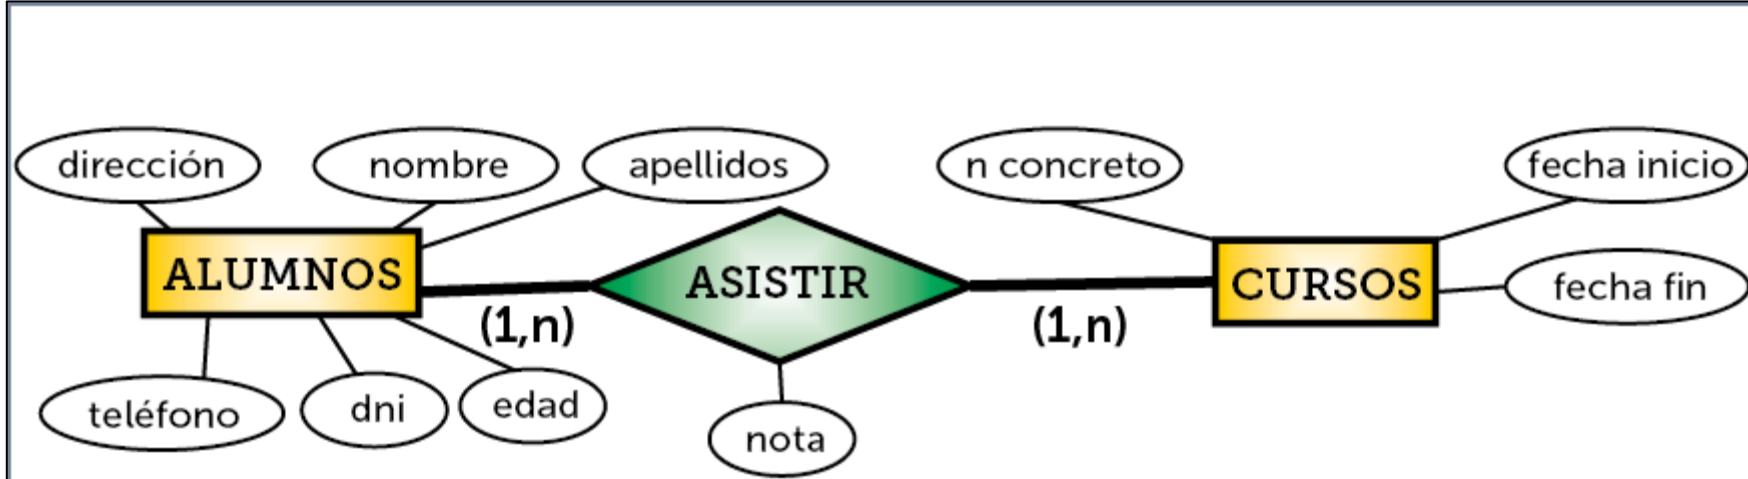 dirección
nombre
apellidos
n concreto
fecha inicio
ALUMNOS
ASISTIR
CURSOS
fecha fin
(1,n)
(1,n)
teléfono
dni
edad
nota